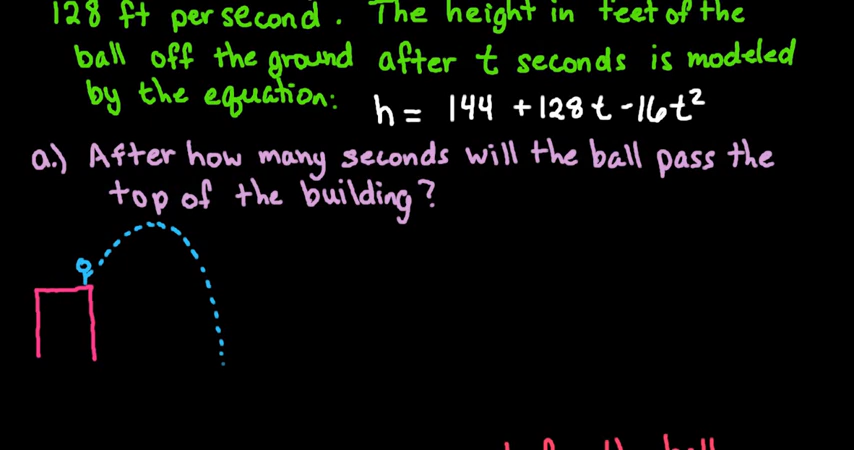 128 ft per second. The height in feet of the
ball off the ground after t seconds is modeled
by the equation: h = 144 + 128t - 16t²
a.) After how many seconds will the ball pass the
top of the building?